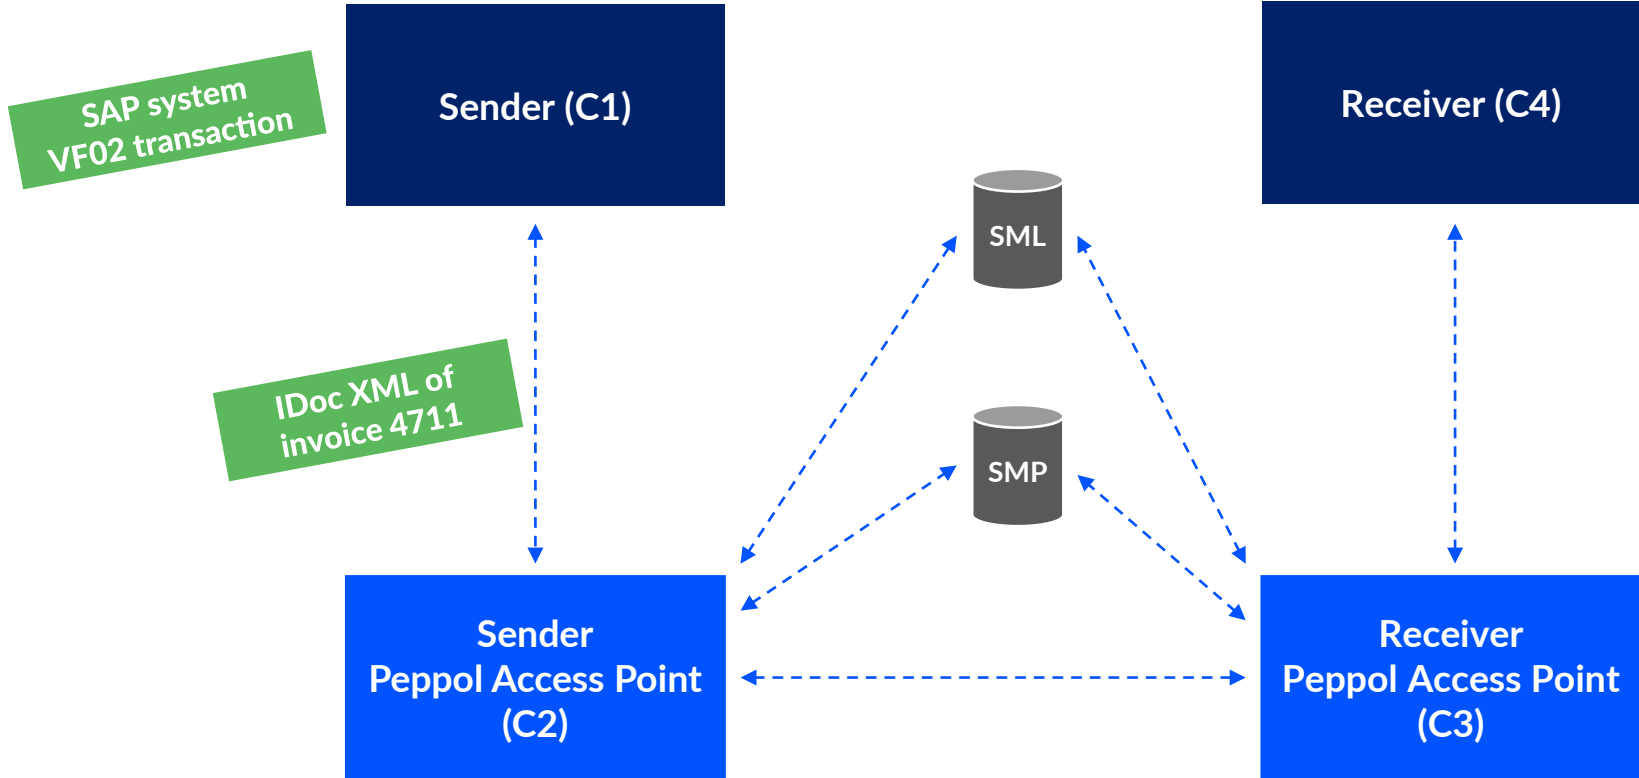 SAP system
VF02 transaction
Sender (C1)
Receiver (C4)
SML
IDoc XML of
invoice 4711
SMP
Sender
Peppol Access Point
(C2)
Receiver
Peppol Access Point
(C3)